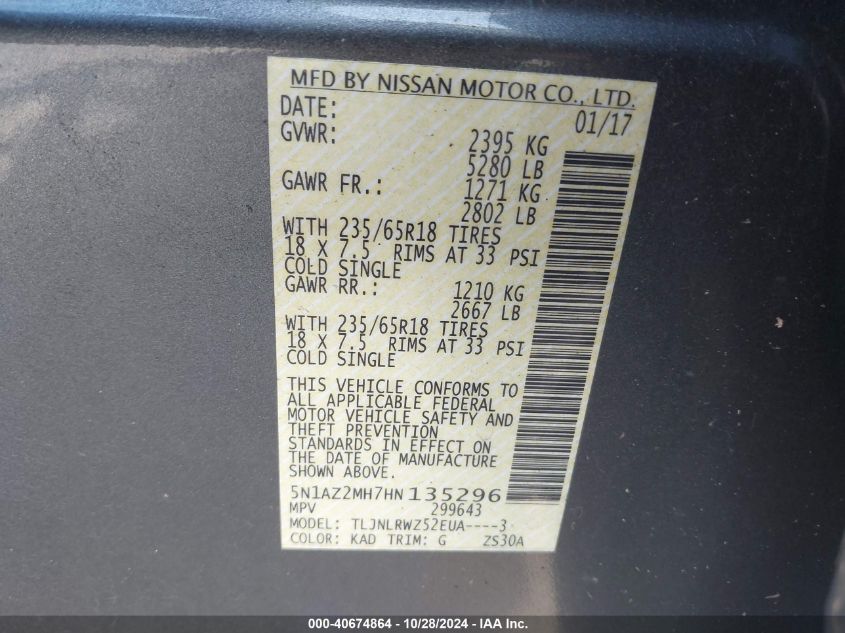 MFD BY NISSAN MOTOR CO., LTD.
DATE: 01/17
GVWR: 2395 KG
5280 LB
GAWR FR.: 1271 KG
2802 LB
WITH 235/65R18 TIRES
18 X 7.5 RIMS AT 33 PSI
COLD SINGLE
GAWR RR.: 1210 KG
2667 LB
WITH 235/65R18 TIRES
18 X 7.5 RIMS AT 33 PSI
COLD SINGLE
THIS VEHICLE CONFORMS TO
ALL APPLICABLE FEDERAL
MOTOR VEHICLE SAFETY AND
THEFT PREVENTION
STANDARDS IN EFFECT ON
THE DATE OF MANUFACTURE
SHOWN ABOVE.
5N1AZ2MH7HN135296
MPV 299643
MODEL: TLJNLRWZ52EUA----3
COLOR: KAD TRIM: G ZS30A
000-40674864 / 10/28/2024 - IAA Inc.